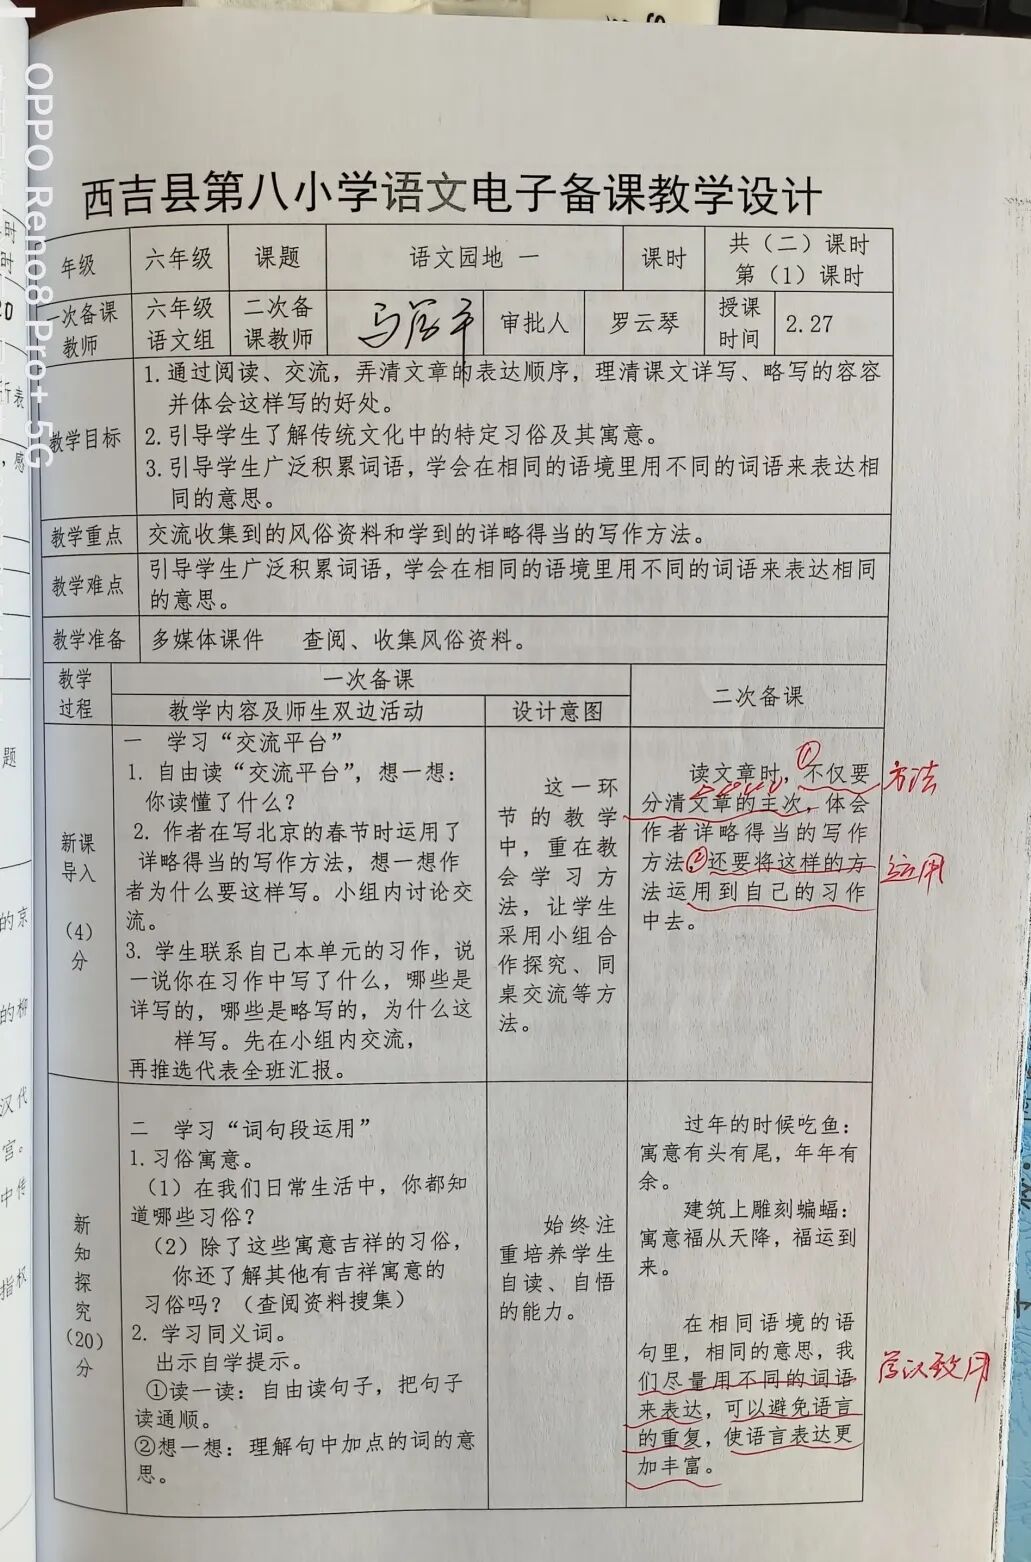 OPPO Reno8 Pro+ 5G
西吉县第八小学语文电子备课教学设计
年级 六年级 课题 语文园地 一 课时 共（二）课时
第（1）课时
一次备课教师 六年级语文组 二次备课教师 审批人 罗云琴 授课时间 2.27
教学目标
1.通过阅读、交流，弄清文章的表达顺序，理清课文详写、略写的容容
并体会这样写的好处。
2.引导学生了解传统文化中的特定习俗及其寓意。
3.引导学生广泛积累词语，学会在相同的语境里用不同的词语来表达相
同的意思。
教学重点 交流收集到的风俗资料和学到的详略得当的写作方法。
教学难点
引导学生广泛积累词语，学会在相同的语境里用不同的词语来表达相同
的意思。
教学准备 多媒体课件 查阅、收集风俗资料。
教学过程 一次备课 二次备课
教学内容及师生双边活动 设计意图
新课
导入
（4）
分
一 学习“交流平台”
1. 自由读“交流平台”，想一想：
你读懂了什么？
2. 作者在写北京的春节时运用了
详略得当的写作方法，想一想作
者为什么要这样写。小组内讨论交
流。
3. 学生联系自己本单元的习作，说
一说你在习作中写了什么，哪些是
详写的，哪些是略写的，为什么这
样写。先在小组内交流，
再推选代表全班汇报。
这一环
节的教学
中，重在教
会学习方
法，让学生
采用小组合
作探究、同
桌交流等方
法。
读文章时，①不仅要
分清文章的主次，体会
作者详略得当的写作
方法②还要将这样的方
法运用到自己的习作
中去。
方法
运用
新
知
探
究
（20）
分
二 学习“词句段运用”
1.习俗寓意。
（1）在我们日常生活中，你都知
道哪些习俗？
（2）除了这些寓意吉祥的习俗，
你还了解其他有吉祥寓意的
习俗吗？（查阅资料搜集）
2. 学习同义词。
出示自学提示。
①读一读：自由读句子，把句子
读通顺。
②想一想：理解句中加点的词的意
思。
始终注
重培养学生
自读、自悟
的能力。
过年的时候吃鱼：
寓意有头有尾，年年有
余。
建筑上雕刻蝙蝠：
寓意福从天降，福运到
来。
在相同语境的语
句里，相同的意思，我
们尽量用不同的词语
来表达，可以避免语言
的重复，使语言表达更
加丰富。
学以致用